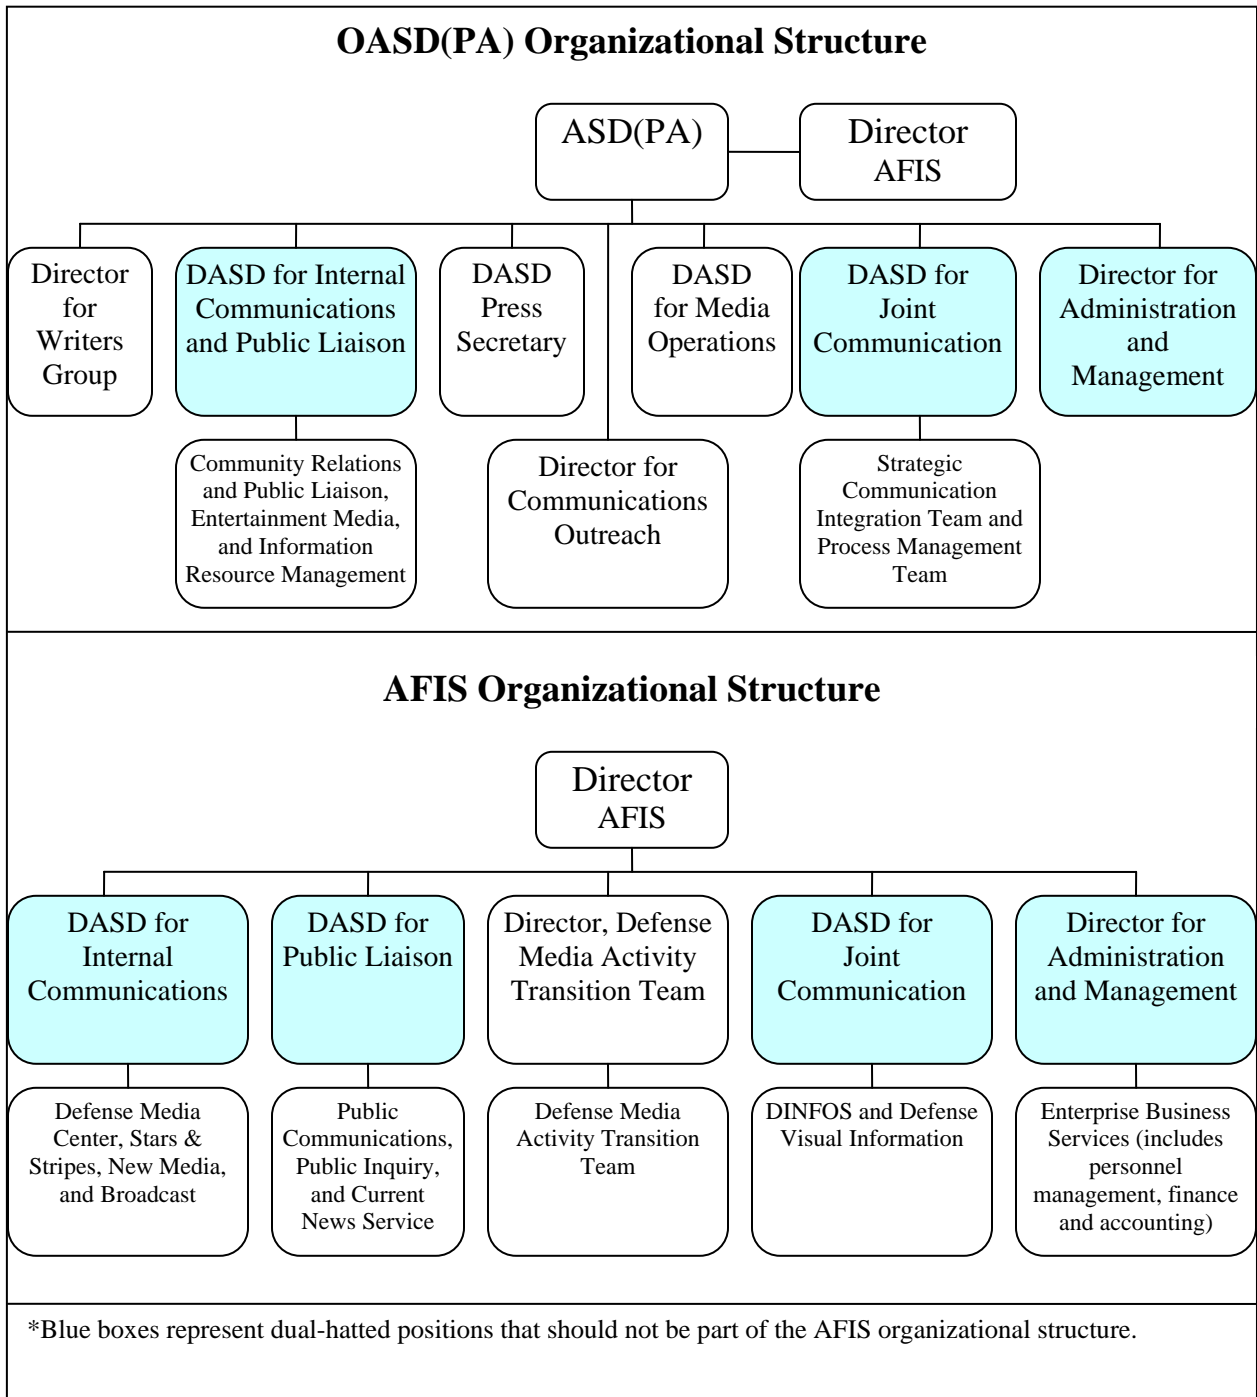 OASD(PA) Organizational Structure
ASD(PA)
Director
AFIS
Director
for
Writers
Group
DASD for Internal
Communications
and Public Liaison
DASD
Press
Secretary
DASD
for Media
Operations
DASD for
Joint
Communication
Director for
Administration
and
Management
Community Relations
and Public Liaison,
Entertainment Media,
and Information
Resource Management
Director for
Communications
Outreach
Strategic
Communication
Integration Team and
Process Management
Team
AFIS Organizational Structure
Director
AFIS
DASD for
Internal
Communications
DASD for
Public Liaison
Director, Defense
Media Activity
Transition Team
DASD for
Joint
Communication
Director for
Administration
and Management
Defense Media
Center, Stars &
Stripes, New Media,
and Broadcast
Public
Communications,
Public Inquiry,
and Current
News Service
Defense Media
Activity Transition
Team
DINFOS and Defense
Visual Information
Enterprise Business
Services (includes
personnel
management, finance
and accounting)
*Blue boxes represent dual-hatted positions that should not be part of the AFIS organizational structure.